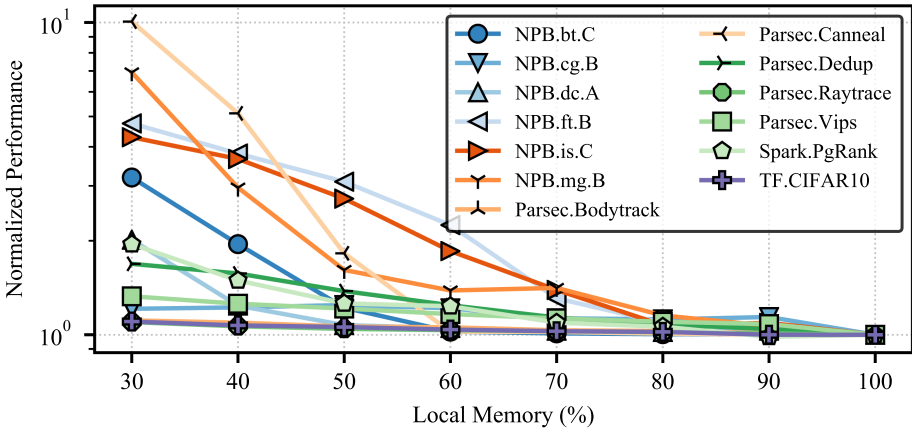 Normalized Performance
10¹
10⁰
NPB.bt.C
NPB.cg.B
NPB.dc.A
NPB.ft.B
NPB.is.C
NPB.mg.B
Parsec.Bodytrack
Parsec.Canneal
Parsec.Dedup
Parsec.Raytrace
Parsec.Vips
Spark.PgRank
TF.CIFAR10
30 40 50 60 70 80 90 100
Local Memory (%)